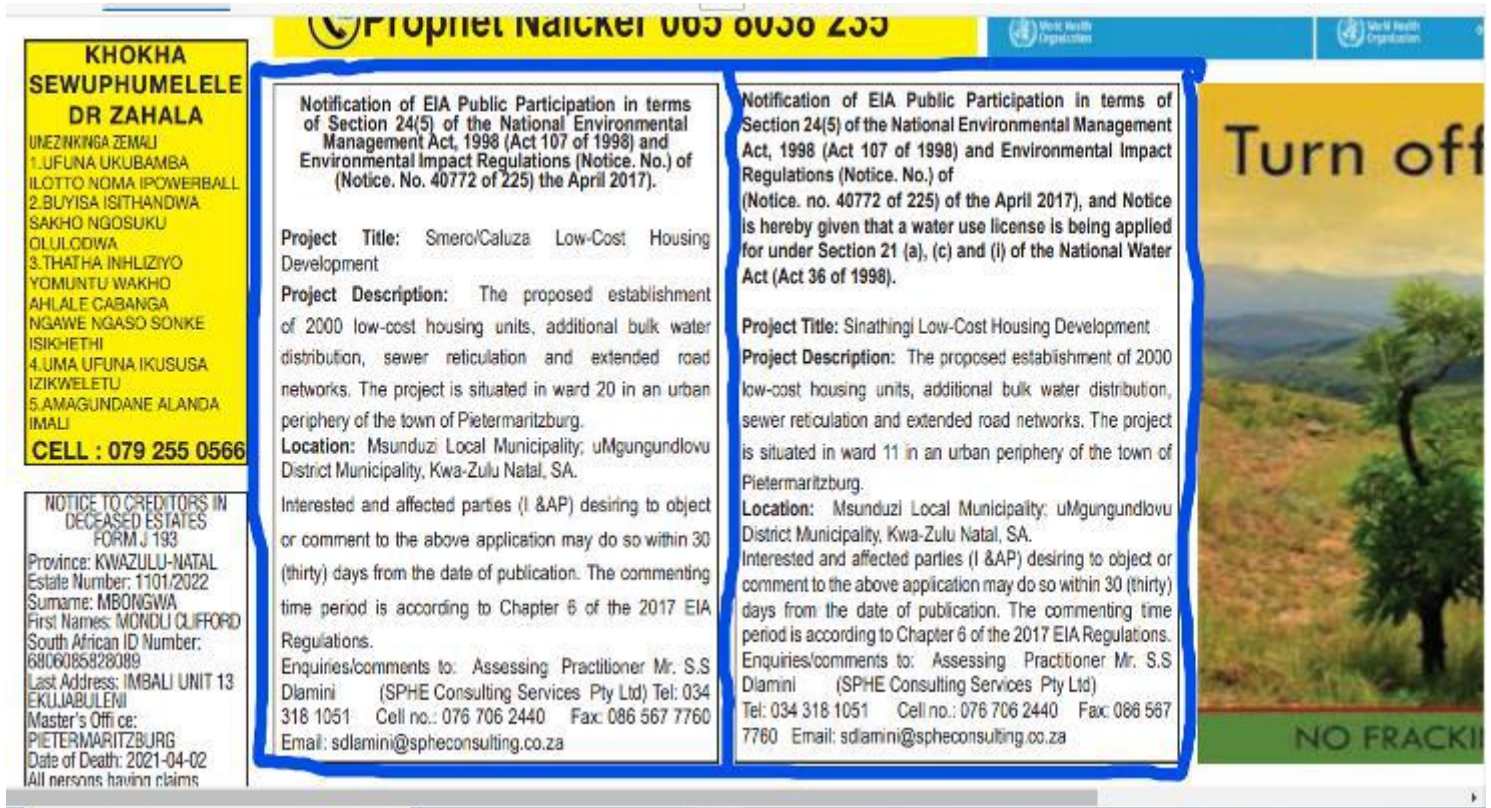 Prophet Naicker 065 8038 235
World Health
Organization
World Health
Organization
KHOKHA
SEWUPHUMELELE
DR ZAHALA
UNEZINKINGA ZEMALI
1.UFUNA UKUBAMBA
ILOTTO NOMA IPOWERBALL
2.BUYISA ISITHANDWA
SAKHO NGOSUKU
OLULODWA
3.THATHA INHLIZIYO
YOMUNTU WAKHO
AHLALE CABANGA
NGAWE NGASO SONKE
ISIKHETHI
4.UMA UFUNA IKUSUSA
IZIKWELETU
5.AMAGUNDANE ALANDA
IMALI
CELL : 079 255 0566
NOTICE TO CREDITORS IN
DECEASED ESTATES
FORM J 193
Province: KWAZULU-NATAL
Estate Number: 1101/2022
Surname: MBONGWA
First Names: MONDLI CLIFFORD
South African ID Number:
6806085828089
Last Address: IMBALI UNIT 13
EKUJABULENI
Master's Offi ce:
PIETERMARITZBURG
Date of Death: 2021-04-02
All persons having claims
Notification of EIA Public Participation in terms
of Section 24(5) of the National Environmental
Management Act, 1998 (Act 107 of 1998) and
Environmental Impact Regulations (Notice. No.) of
(Notice. No. 40772 of 225) the April 2017).
Project Title: Smero/Caluza Low-Cost Housing
Development
Project Description: The proposed establishment
of 2000 low-cost housing units, additional bulk water
distribution, sewer reticulation and extended road
networks. The project is situated in ward 20 in an urban
periphery of the town of Pietermaritzburg.
Location: Msunduzi Local Municipality; uMgungundlovu
District Municipality, Kwa-Zulu Natal, SA.
Interested and affected parties (I &AP) desiring to object
or comment to the above application may do so within 30
(thirty) days from the date of publication. The commenting
time period is according to Chapter 6 of the 2017 EIA
Regulations.
Enquiries/comments to: Assessing Practitioner Mr. S.S
Dlamini (SPHE Consulting Services Pty Ltd) Tel: 034
318 1051 Cell no.: 076 706 2440 Fax: 086 567 7760
Email: sdlamini@spheconsulting.co.za
Notification of EIA Public Participation in terms of
Section 24(5) of the National Environmental Management
Act, 1998 (Act 107 of 1998) and Environmental Impact
Regulations (Notice. No.) of
(Notice. no. 40772 of 225) of the April 2017), and Notice
is hereby given that a water use license is being applied
for under Section 21 (a), (c) and (i) of the National Water
Act (Act 36 of 1998).
Project Title: Sinathingi Low-Cost Housing Development
Project Description: The proposed establishment of 2000
low-cost housing units, additional bulk water distribution,
sewer reticulation and extended road networks. The project
is situated in ward 11 in an urban periphery of the town of
Pietermaritzburg.
Location: Msunduzi Local Municipality; uMgungundlovu
District Municipality, Kwa-Zulu Natal, SA.
Interested and affected parties (I &AP) desiring to object or
comment to the above application may do so within 30 (thirty)
days from the date of publication. The commenting time
period is according to Chapter 6 of the 2017 EIA Regulations.
Enquiries/comments to: Assessing Practitioner Mr. S.S
Dlamini (SPHE Consulting Services Pty Ltd)
Tel: 034 318 1051 Cell no.: 076 706 2440 Fax: 086 567
7760 Email: sdlamini@spheconsulting.co.za
Turn off
NO FRACKI